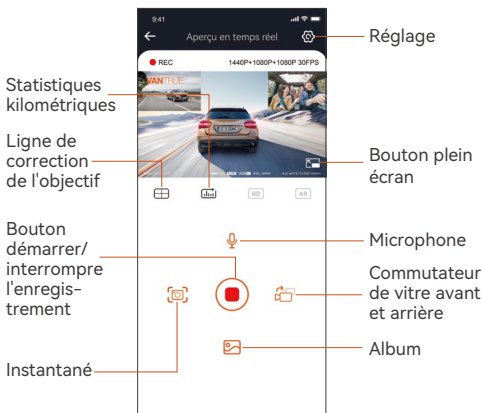 9:41
Aperçu en temps réel
Réglage
REC
1440P+1080P+1080P 30FPS
VANTRUE
Statistiques
kilométriques
Ligne de
correction
de l'objectif
Bouton plein
écran
HD
AR
Bouton
démarrer/
interrompre
l'enregis-
trement
Microphone
Commutateur
de vitre avant
et arrière
Instantané
Album